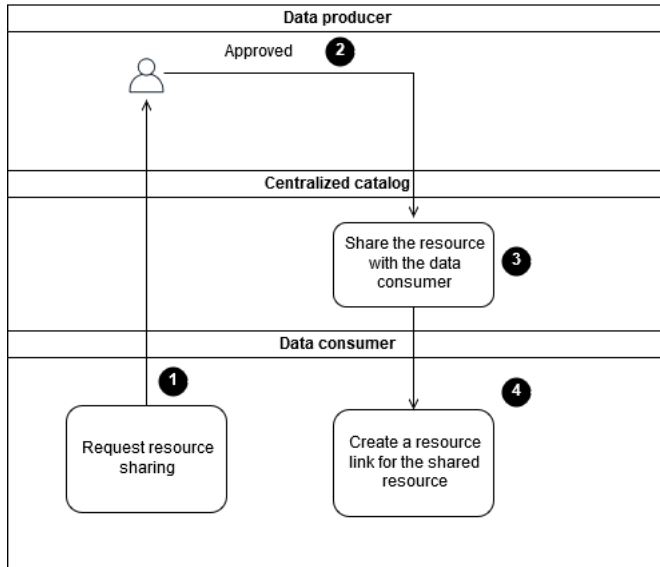 Data producer
Approved
2
Centralized catalog
Share the resource
with the data
consumer
3
Data consumer
1
Request resource
sharing
4
Create a resource
link for the shared
resource